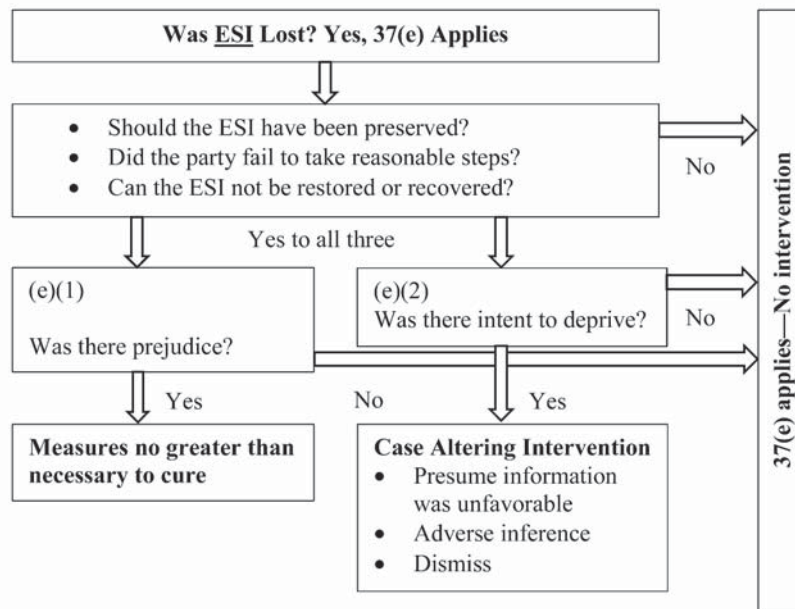 Was ESI Lost? Yes, 37(e) Applies
• Should the ESI have been preserved?
• Did the party fail to take reasonable steps?
• Can the ESI not be restored or recovered?
No
Yes to all three
(e)(1)
Was there prejudice?
(e)(2)
Was there intent to deprive?
No
Yes
No
Yes
Measures no greater than
necessary to cure
Case Altering Intervention
• Presume information
was unfavorable
• Adverse inference
• Dismiss
37(e) applies—No intervention